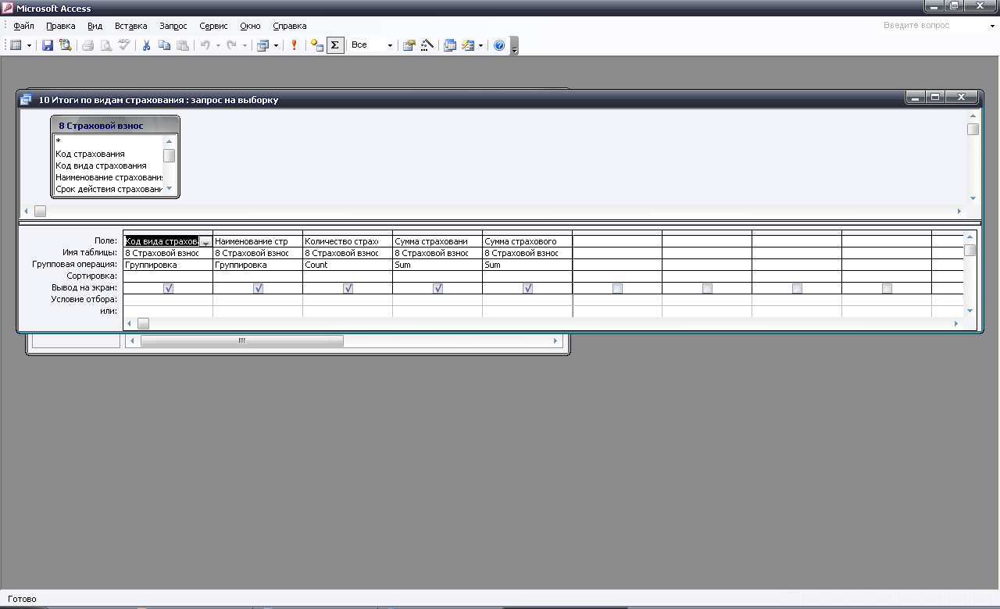 Microsoft Access
Файл Правка Вид Вставка Запрос Сервис Окно Справка Введите вопрос
ABC Σ Все
10 Итоги по видам страхования : запрос на выборку
8 Страховой взнос
*
Код страхования
Код вида страхования
Наименование страховани
Срок действия страховани
Поле: Код вида страхов Наименование стр Количество страхо Сумма страховани Сумма страхового
Имя таблицы: 8 Страховой взнос 8 Страховой взнос 8 Страховой взнос 8 Страховой взнос 8 Страховой взнос
Групповая операция: Группировка Группировка Count Sum Sum
Сортировка:
Вывод на экран:
Условие отбора:
или:
Готово